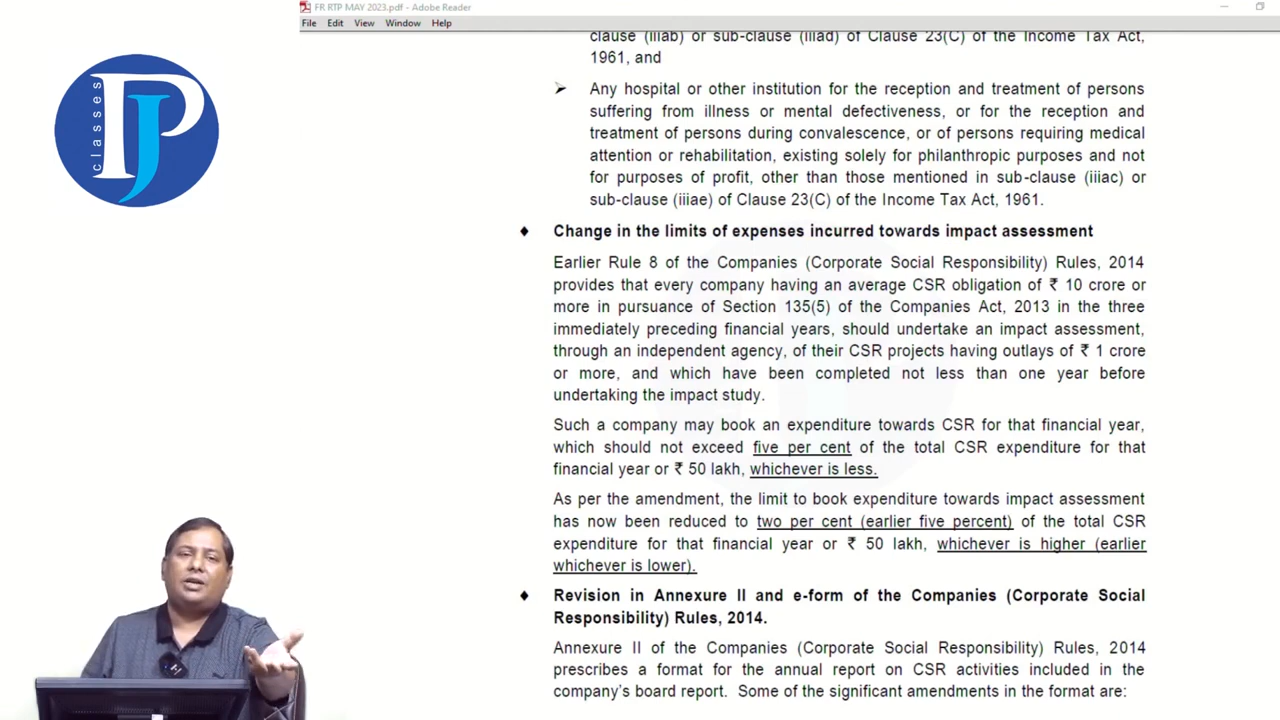 FR RTP MAY 2023.pdf - Adobe Reader
File Edit View Window Help
PJ
classes
clause (iiiab) or sub-clause (iiiad) of Clause 23(C) of the Income Tax Act,
1961, and
➢ Any hospital or other institution for the reception and treatment of persons
suffering from illness or mental defectiveness, or for the reception and
treatment of persons during convalescence, or of persons requiring medical
attention or rehabilitation, existing solely for philanthropic purposes and not
for purposes of profit, other than those mentioned in sub-clause (iiiac) or
sub-clause (iiiae) of Clause 23(C) of the Income Tax Act, 1961.
♦ Change in the limits of expenses incurred towards impact assessment
Earlier Rule 8 of the Companies (Corporate Social Responsibility) Rules, 2014
provides that every company having an average CSR obligation of ₹ 10 crore or
more in pursuance of Section 135(5) of the Companies Act, 2013 in the three
immediately preceding financial years, should undertake an impact assessment,
through an independent agency, of their CSR projects having outlays of ₹ 1 crore
or more, and which have been completed not less than one year before
undertaking the impact study.
Such a company may book an expenditure towards CSR for that financial year,
which should not exceed five per cent of the total CSR expenditure for that
financial year or ₹ 50 lakh, whichever is less.
As per the amendment, the limit to book expenditure towards impact assessment
has now been reduced to two per cent (earlier five percent) of the total CSR
expenditure for that financial year or ₹ 50 lakh, whichever is higher (earlier
whichever is lower).
♦ Revision in Annexure II and e-form of the Companies (Corporate Social
Responsibility) Rules, 2014.
Annexure II of the Companies (Corporate Social Responsibility) Rules, 2014
prescribes a format for the annual report on CSR activities included in the
company's board report. Some of the significant amendments in the format are: